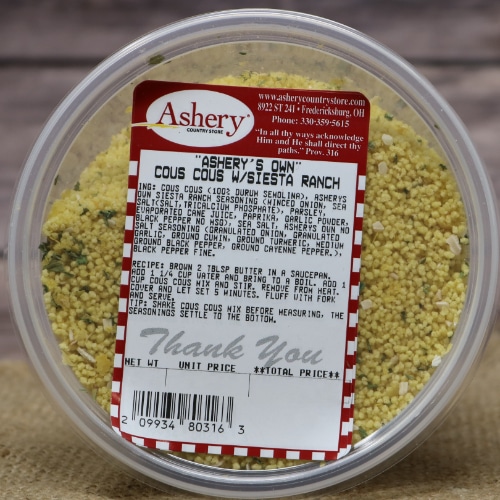 Ashery
COUNTRY STORE
www.asherycountrystore.com
8922 ST 241 • Fredericksburg, OH
Phone: 330-359-5615
"In all thy ways acknowledge
Him and He shall direct thy
paths." Prov. 316
"ASHERY'S OWN"
COUS COUS W/SIESTA RANCH
ING: COUS COUS (100% DURUM SEMOLINA), ASHERYS
OWN SIESTA RANCH SEASONING (MINCED ONION, SEA
SALT(SALT,TRICALCIUM PHOSPHATE), PARSLEY,
EVAPORATED CANE JUICE, PAPRIKA, GARLIC POWDER,
BLACK PEPPER NO MSG), SEA SALT, ASHERYS OWN NO
SALT SEASONING (GRANULATED ONION, GRANULATED
GARLIC, GROUND CUMIN, GROUND TURMERIC, MEDIUM
GROUND BLACK PEPPER, GROUND CAYENNE PEPPER.),
BLACK PEPPER FINE.
RECIPE: BROWN 2 TBLSP BUTTER IN A SAUCEPAN.
ADD 1 1/4 CUP WATER AND BRING TO A BOIL. ADD 1
CUP COUS COUS MIX AND STIR. REMOVE FROM HEAT.
COVER AND LET SET 5 MINUTES. FLUFF WITH FORK
AND SERVE.
TIP: SHAKE COUS COUS MIX BEFORE MEASURING, THE
SEASONINGS SETTLE TO THE BOTTOM.
Thank You
NET WT UNIT PRICE **TOTAL PRICE**
2 09934 80316 3